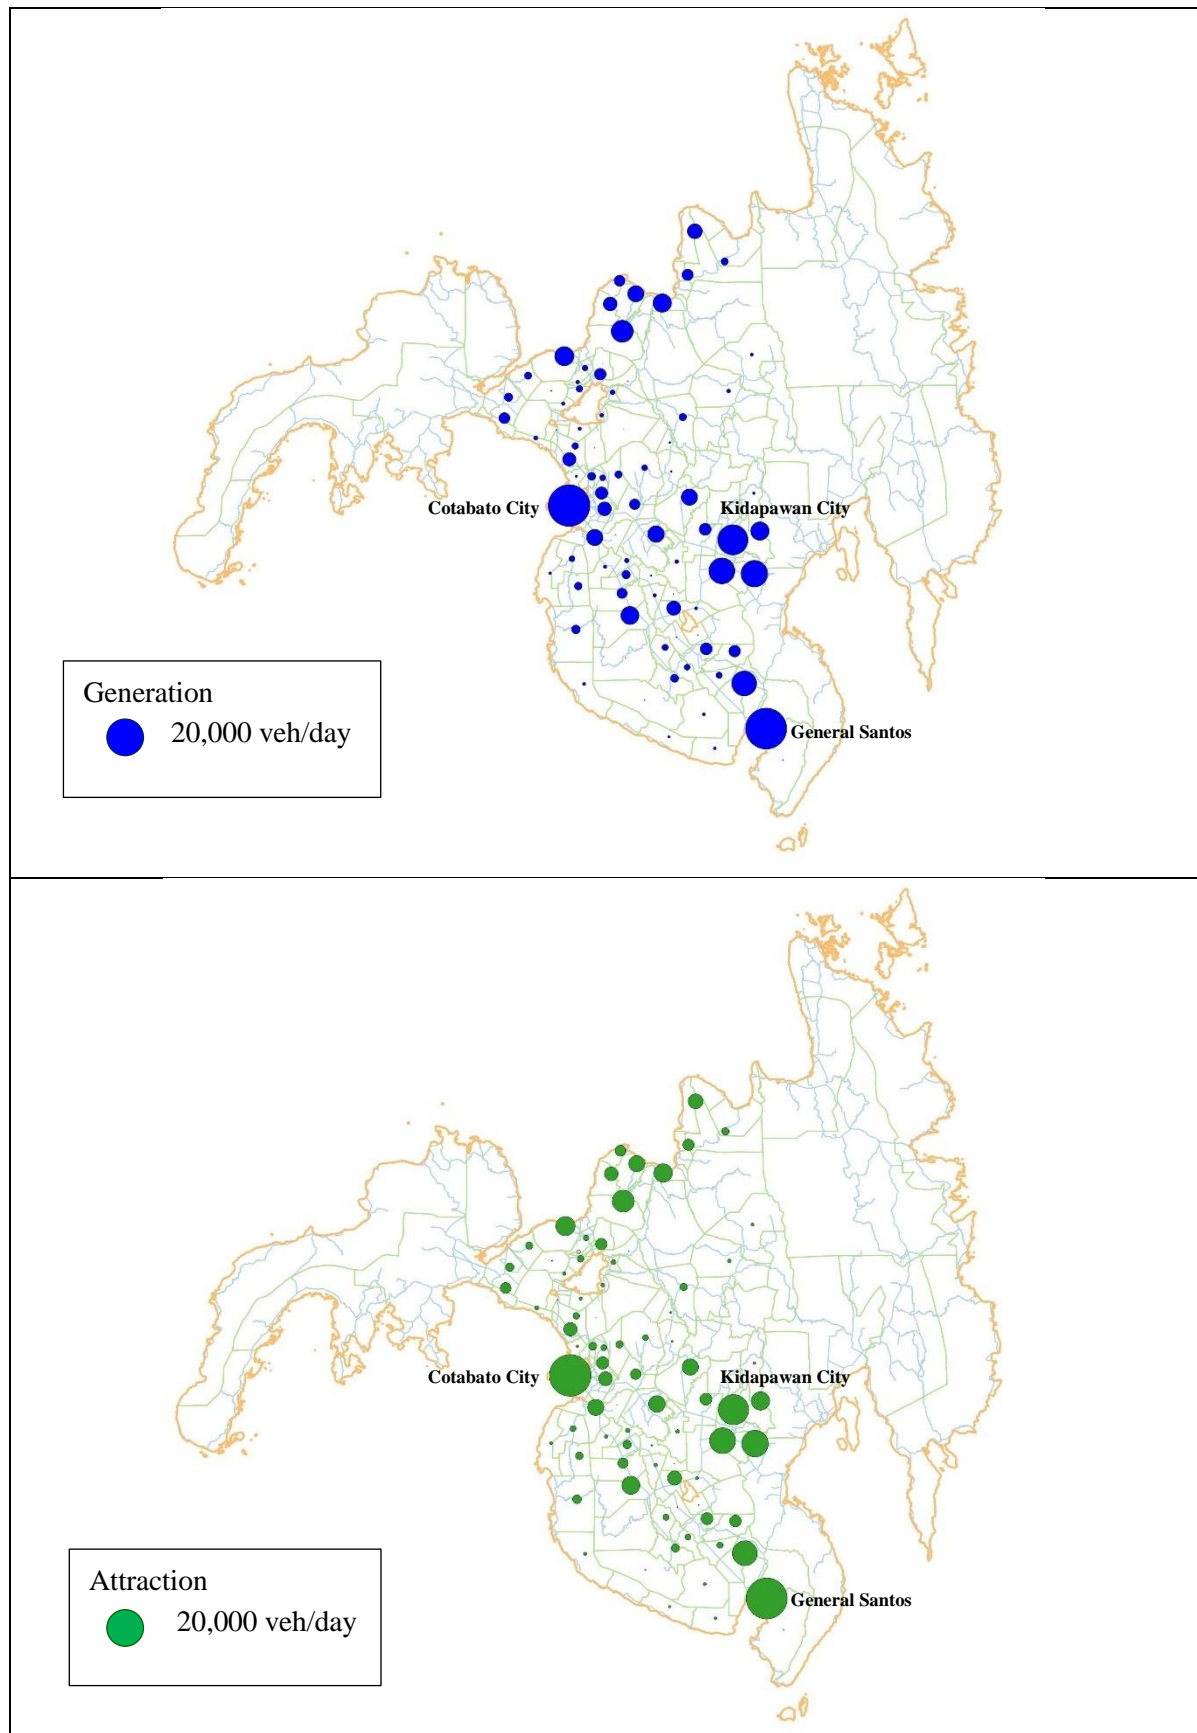 Cotabato City
Kidapawan City
Generation
20,000 veh/day
General Santos
Cotabato City
Kidapawan City
Attraction
20,000 veh/day
General Santos